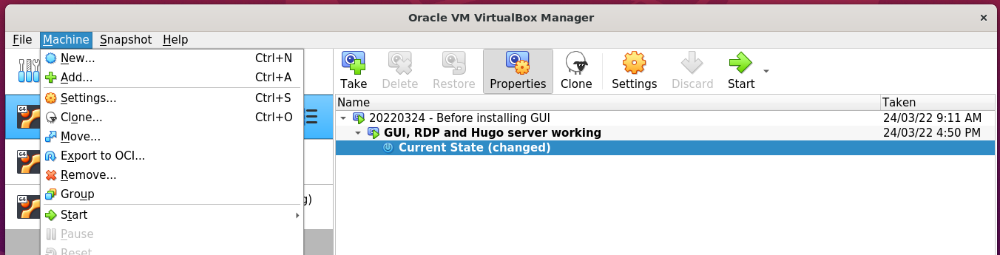 Oracle VM VirtualBox Manager
File Machine Snapshot Help
New... Ctrl+N
Add... Ctrl+A
Settings... Ctrl+S
Clone... Ctrl+O
Move...
Export to OCI...
Remove...
Group
Start
Pause
Reset
64
64
64
g)
Take Delete Restore Properties Clone Settings Discard Start
Name Taken
20220324 - Before installing GUI 24/03/22 9:11 AM
GUI, RDP and Hugo server working 24/03/22 4:50 PM
Current State (changed)